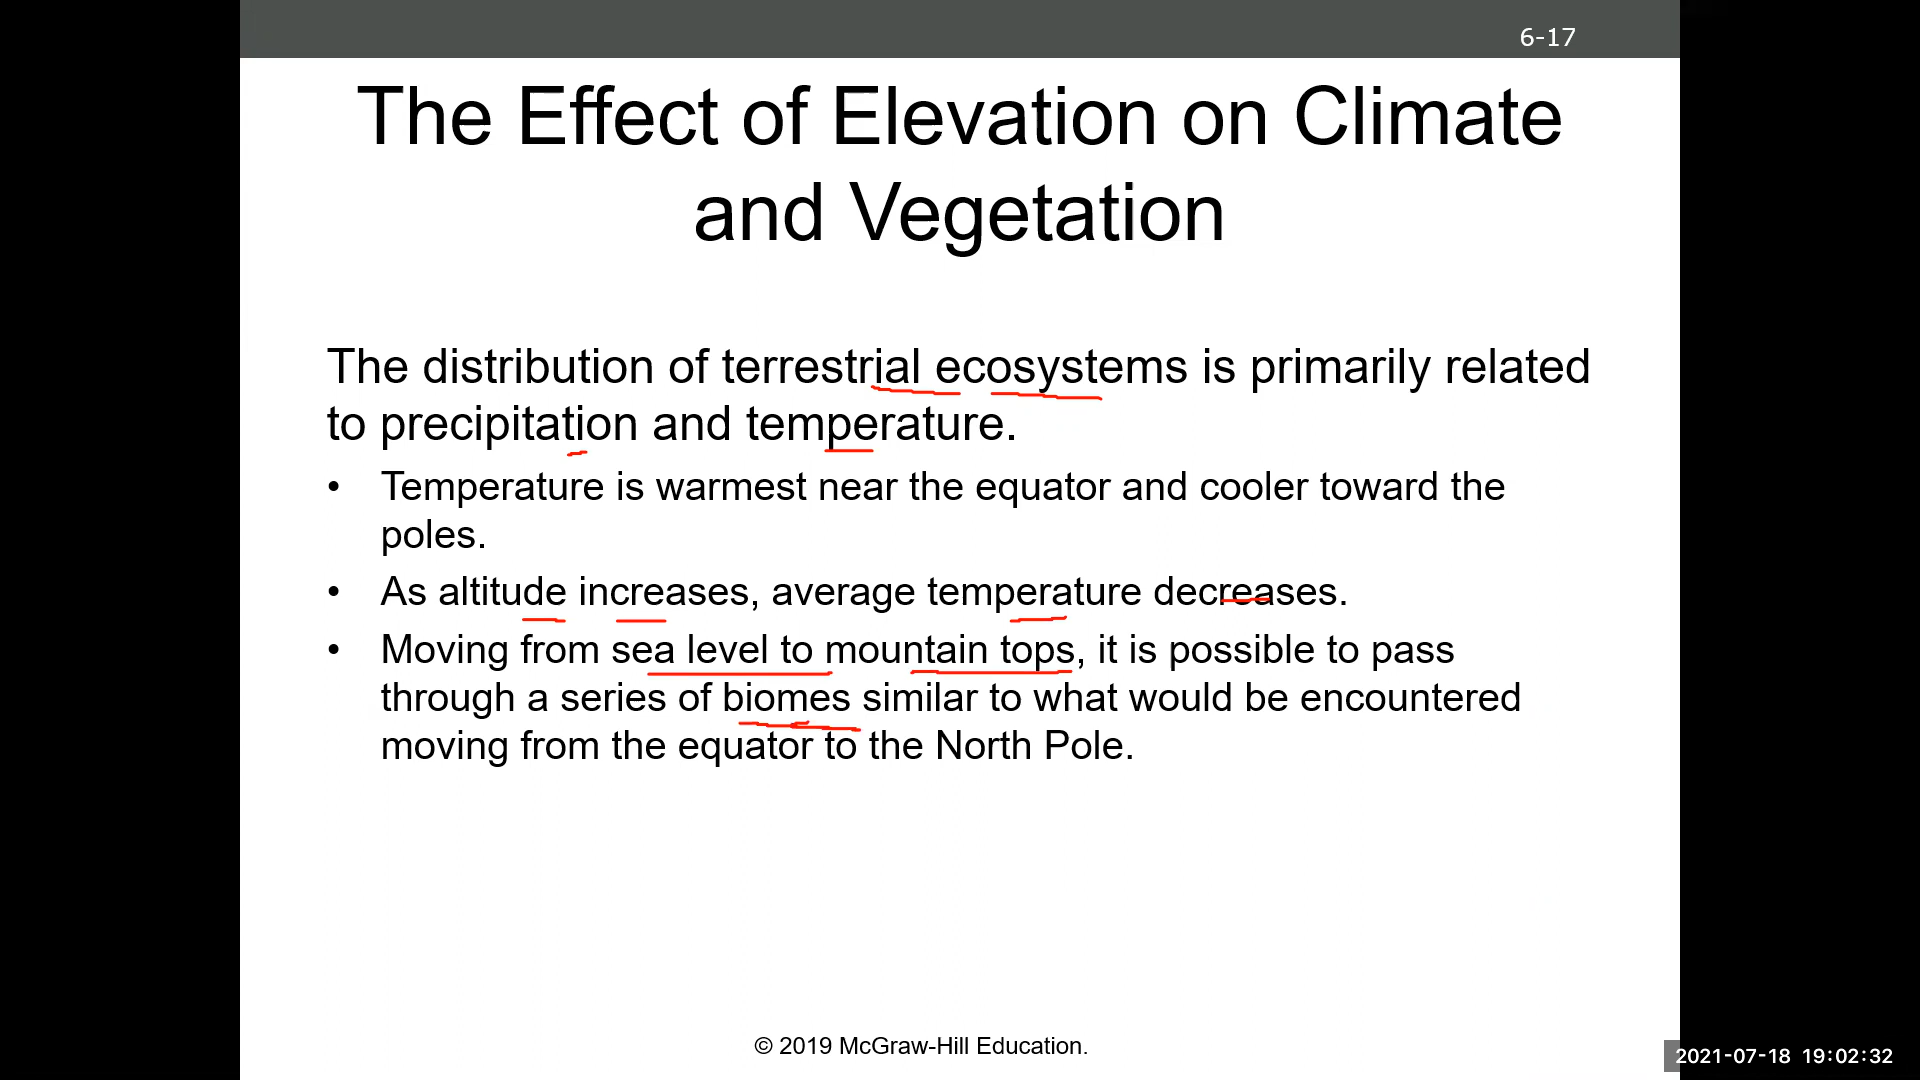 6-17
The Effect of Elevation on Climate
and Vegetation
The distribution of terrestrial ecosystems is primarily related
to precipitation and temperature.
• Temperature is warmest near the equator and cooler toward the
poles.
• As altitude increases, average temperature decreases.
• Moving from sea level to mountain tops, it is possible to pass
through a series of biomes similar to what would be encountered
moving from the equator to the North Pole.
© 2019 McGraw-Hill Education.
2021-07-18 19:02:32